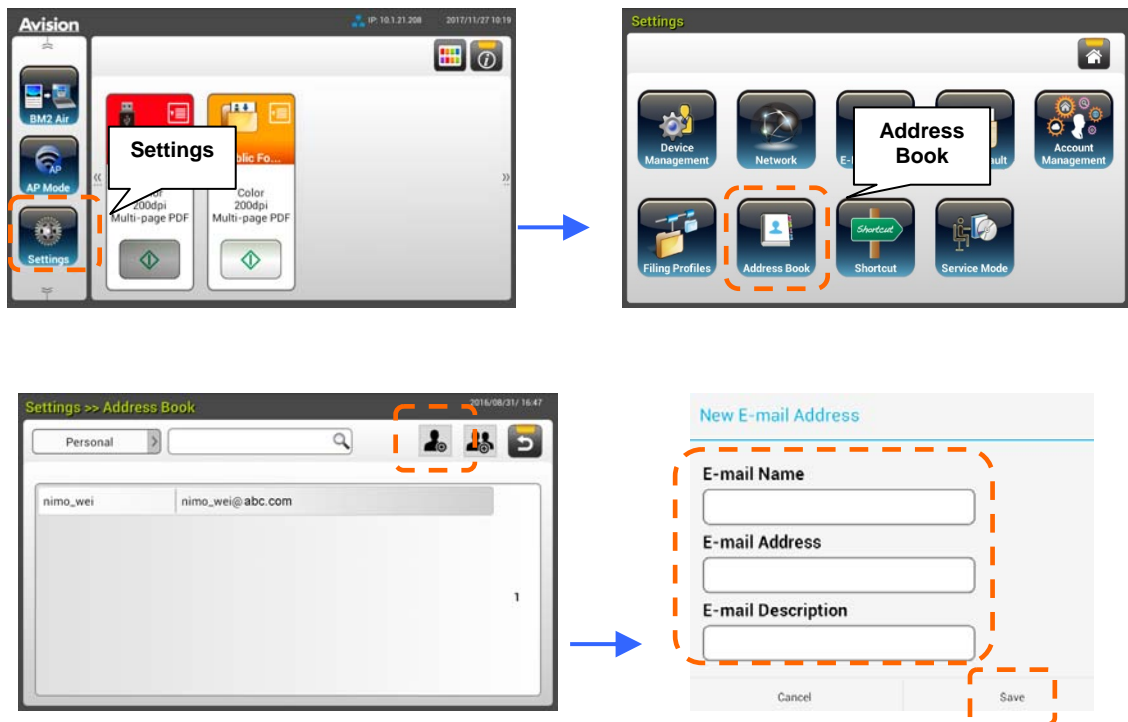 Avision
IP: 10.1.21.208
2017/11/27 10:19
BM2 Air
AP
AP Mode
Settings
Settings
blic Fo...
200dpi
Multi-page PDF
Color
200dpi
Multi-page PDF
Settings
Device
Management
Network
Address
Book
Account
Management
Filing Profiles
Address Book
Shortcut
Shortcut
Service Mode
Settings >> Address Book
2016/08/31/ 16:47
Personal
nimo_wei
nimo_wei@abc.com
1
New E-mail Address
E-mail Name
E-mail Address
E-mail Description
Cancel
Save